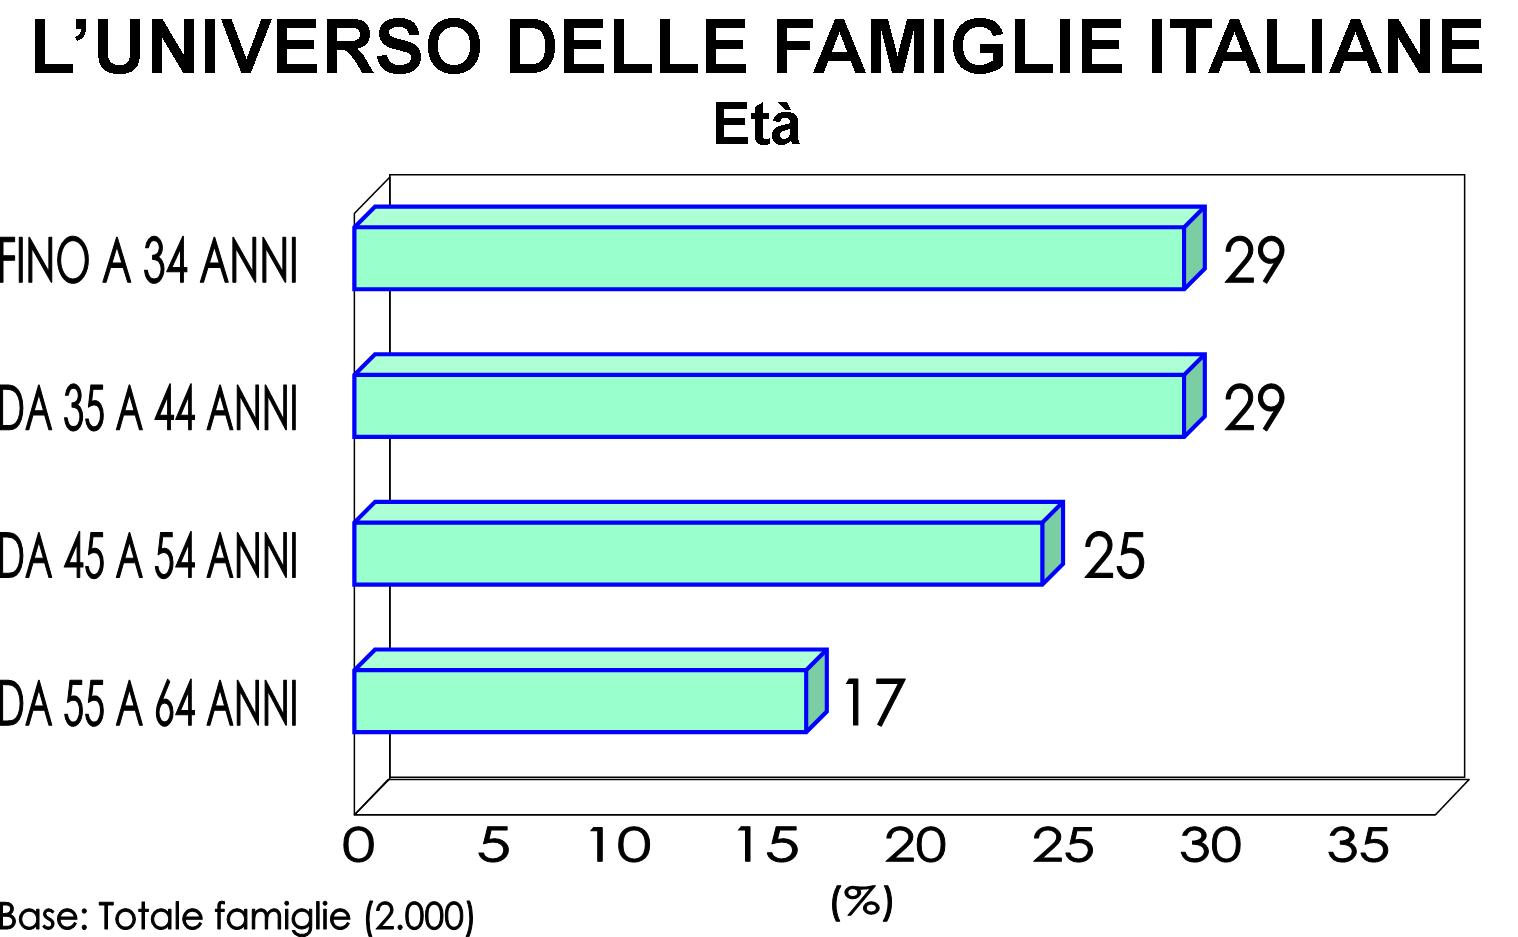 L’UNIVERSO DELLE FAMIGLIE ITALIANE
Età
FINO A 34 ANNI 29
DA 35 A 44 ANNI 29
DA 45 A 54 ANNI 25
DA 55 A 64 ANNI 17
0 5 10 15 20 25 30 35
(%)
Base: Totale famiglie (2.000)